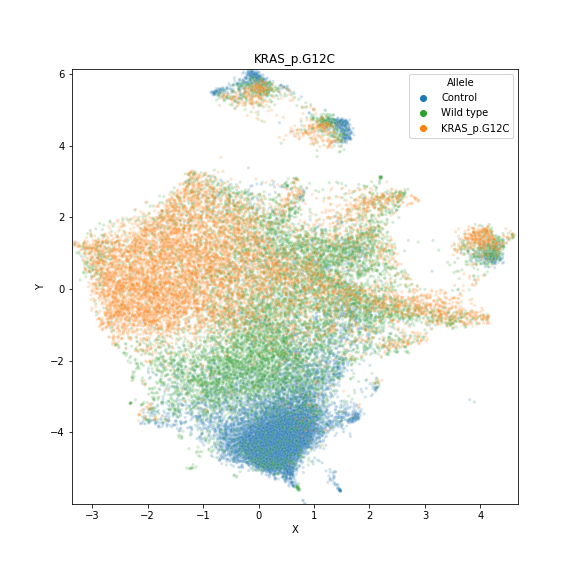 KRAS_p.G12C
Allele
Control
Wild type
KRAS_p.G12C
6
4
2
0
−2
−4
Y
−3
−2
−1
0
1
2
3
4
X